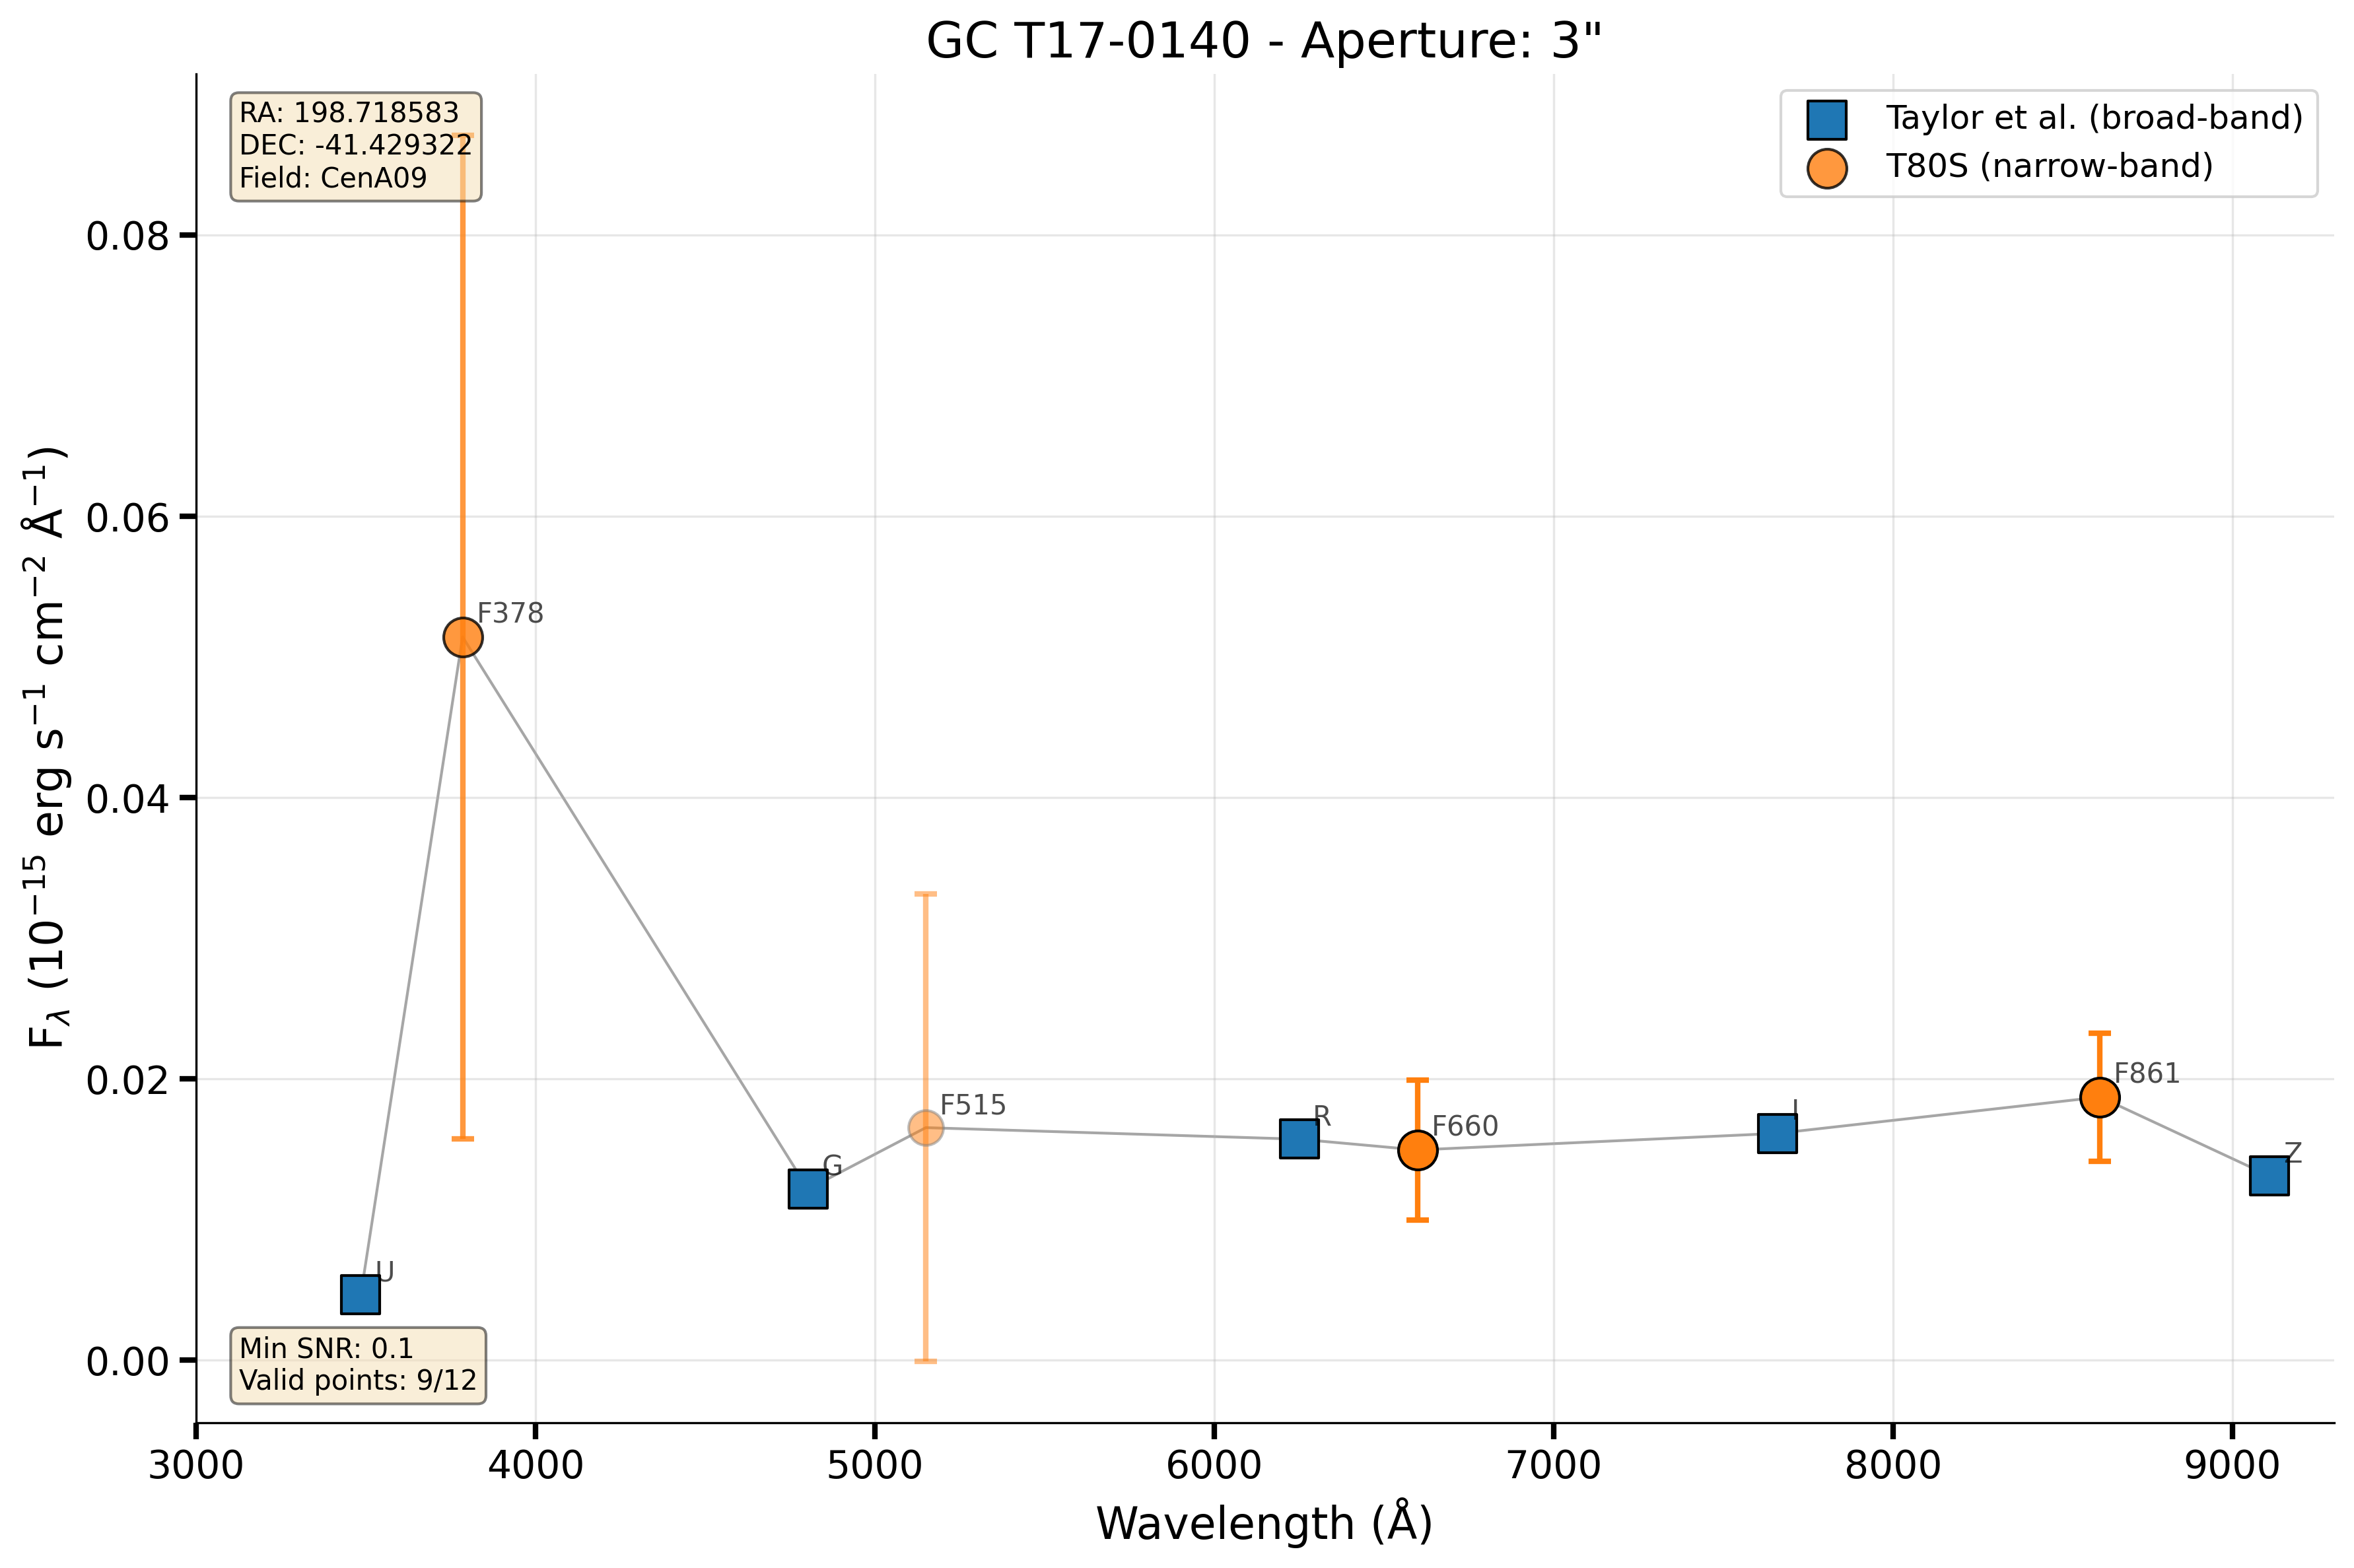 GC T17-0140 - Aperture: 3"
RA: 198.718583
DEC: -41.429322
Field: CenA09
Taylor et al. (broad-band)
T80S (narrow-band)
0.08
0.06
0.04
0.02
0.00
F_λ (10⁻¹⁵ erg s⁻¹ cm⁻² Å⁻¹)
F378
F515
G
U
R
F660
I
F861
Z
Min SNR: 0.1
Valid points: 9/12
3000 4000 5000 6000 7000 8000 9000
Wavelength (Å)